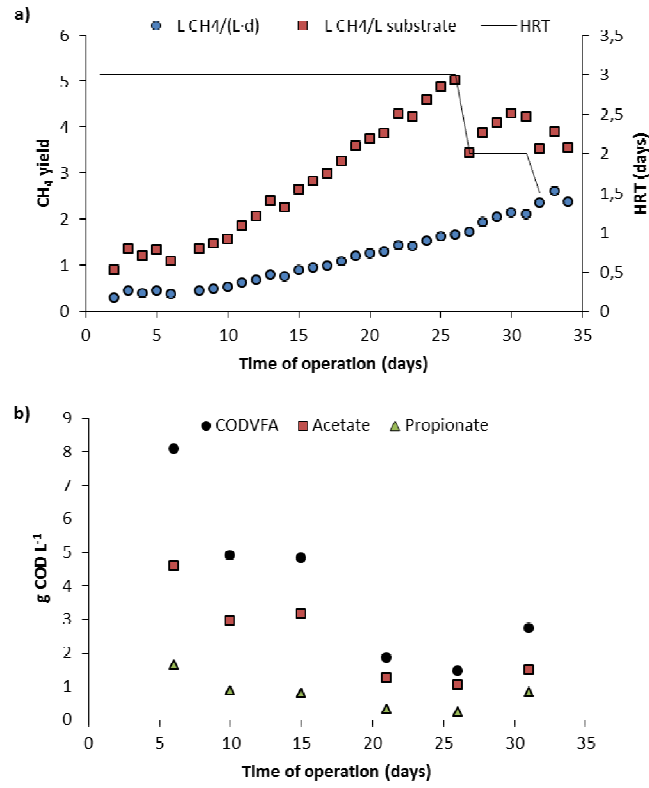 a)
L CH4/(L·d) L CH4/L substrate HRT
6
5
4
3
2
1
0
CH4 yield
3,5
3
2,5
2
1,5
1
0,5
0
HRT (days)
0 5 10 15 20 25 30 35
Time of operation (days)
b)
CODVFA Acetate Propionate
9
8
7
6
5
4
3
2
1
0
g COD L-1
0 5 10 15 20 25 30 35
Time of operation (days)